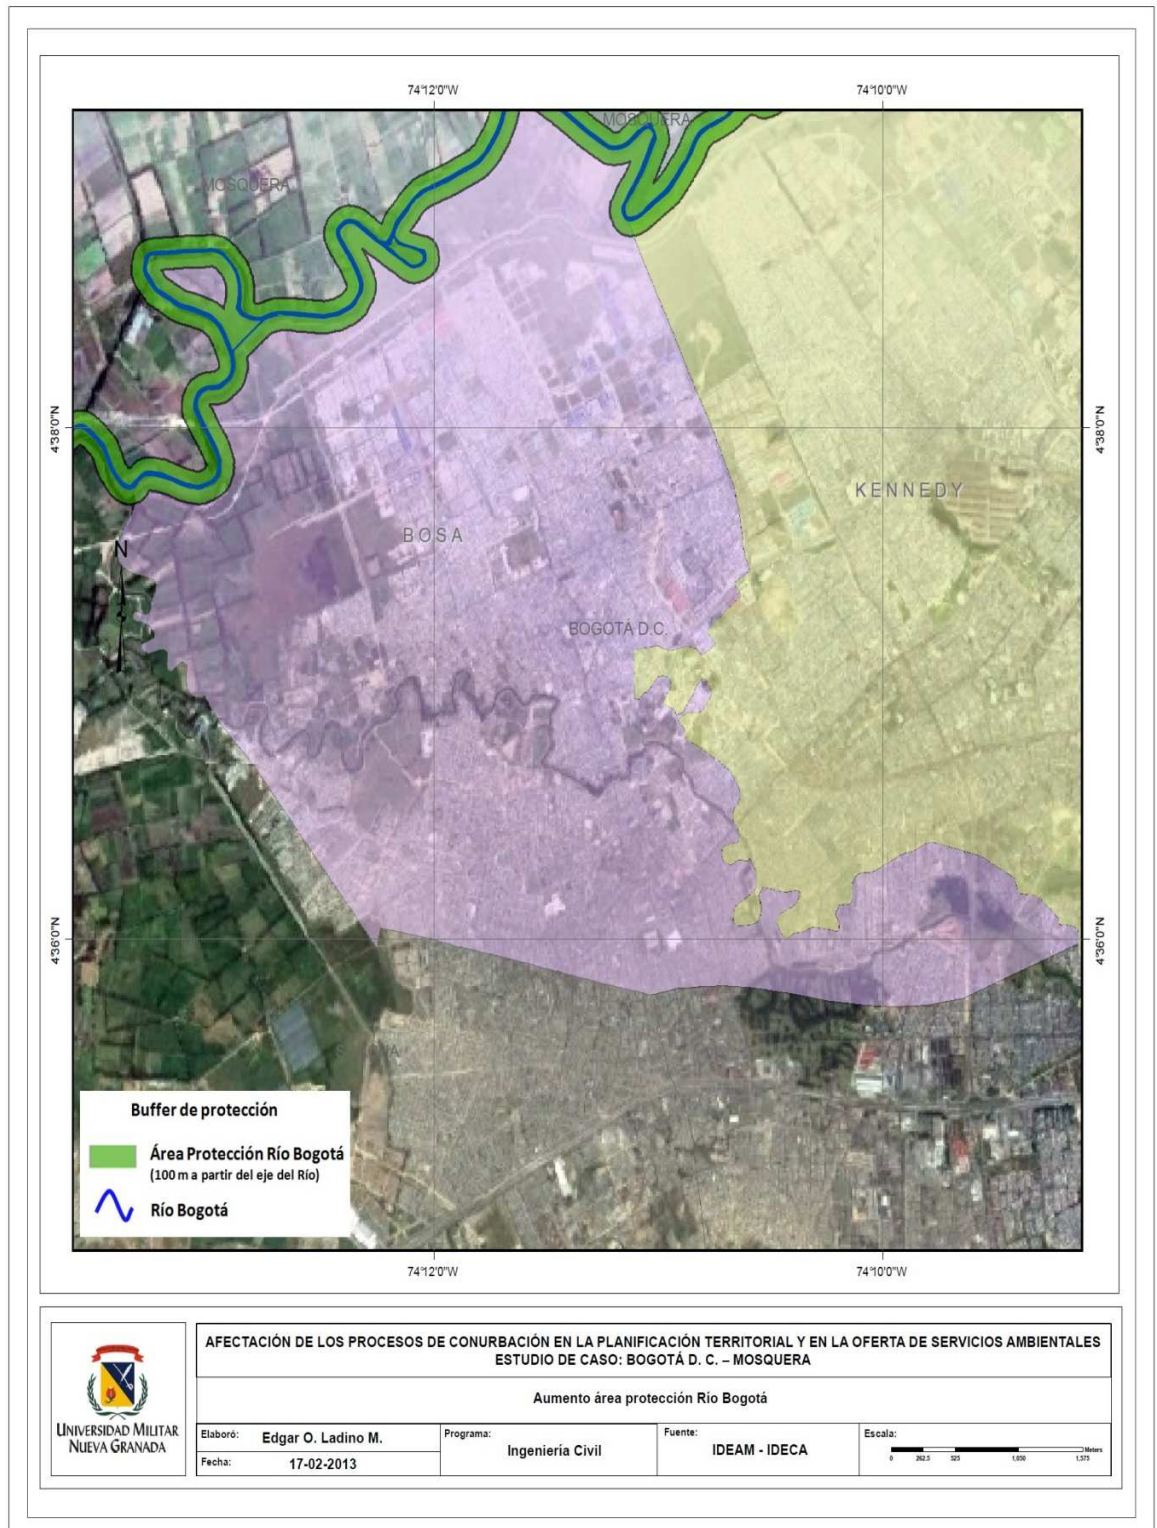 74°12'0"W
74°10'0"W
MOSQUERA
MOSQUERA
4°38'0"N
4°38'0"N
KENNEDY
BOSA
N
BOGOTÁ D.C.
4°36'0"N
4°36'0"N
Buffer de protección
Área Protección Río Bogotá
(100 m a partir del eje del Río)
Río Bogotá
74°12'0"W
74°10'0"W
UNIVERSIDAD MILITAR
NUEVA GRANADA
AFECTACIÓN DE LOS PROCESOS DE CONURBACIÓN EN LA PLANIFICACIÓN TERRITORIAL Y EN LA OFERTA DE SERVICIOS AMBIENTALES
ESTUDIO DE CASO: BOGOTÁ D. C. – MOSQUERA
Aumento área protección Río Bogotá
Elaboró: Edgar O. Ladino M.
Fecha: 17-02-2013
Programa:
Ingeniería Civil
Fuente:
IDEAM - IDECA
Escala:
Meters
0 262.5 525 1,050 1,575